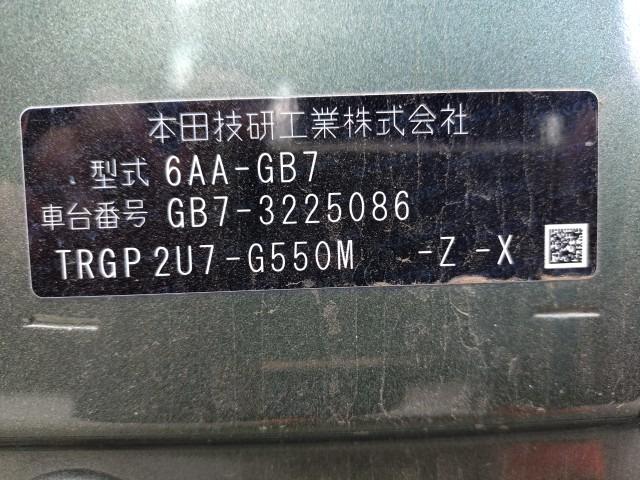 本田技研工業株式会社
型式 6AA-GB7
車台番号 GB7-3225086
TRGP 2U7-G550M -Z -X